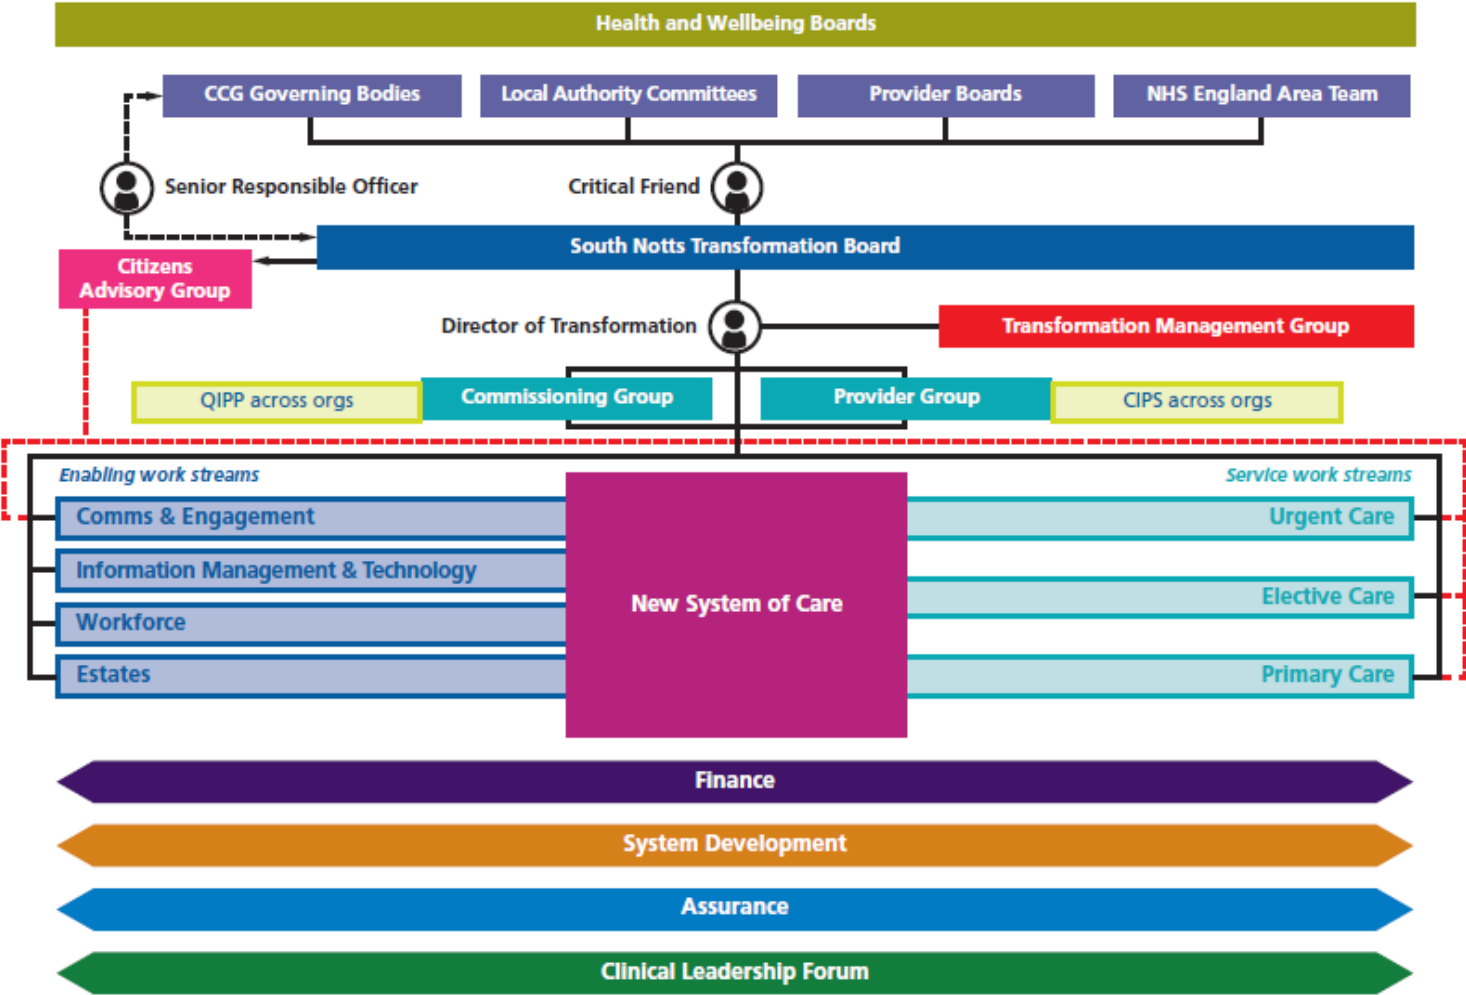 Health and Wellbeing Boards
CCG Governing Bodies
Local Authority Committees
Provider Boards
NHS England Area Team
Senior Responsible Officer
Critical Friend
South Notts Transformation Board
Citizens
Advisory Group
Director of Transformation
Transformation Management Group
QIPP across orgs
Commissioning Group
Provider Group
CIPS across orgs
Enabling work streams
Service work streams
Comms & Engagement
Urgent Care
Information Management & Technology
Elective Care
New System of Care
Workforce
Estates
Primary Care
Finance
System Development
Assurance
Clinical Leadership Forum